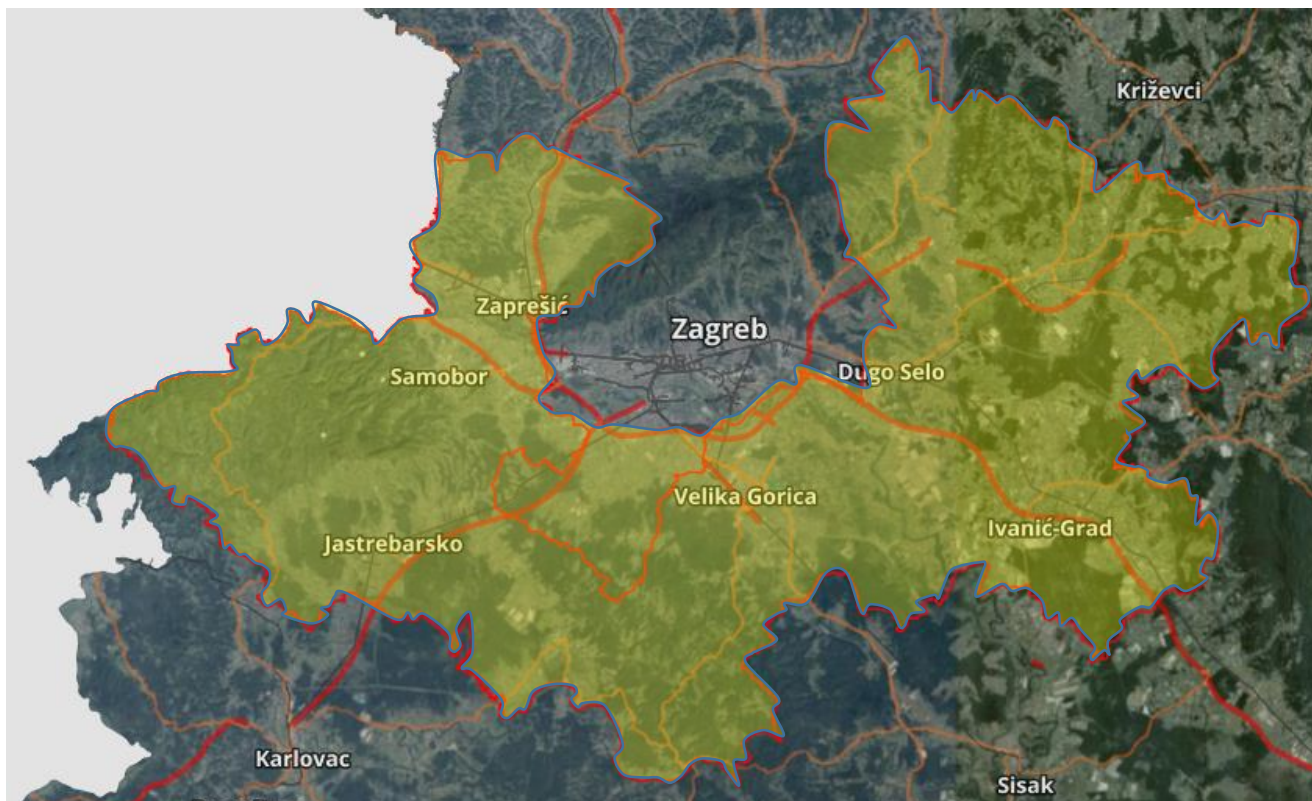 Križevci
Zaprešić
Zagreb
Samobor
Dugo Selo
Velika Gorica
Ivanić-Grad
Jastrebarsko
Karlovac
Sisak